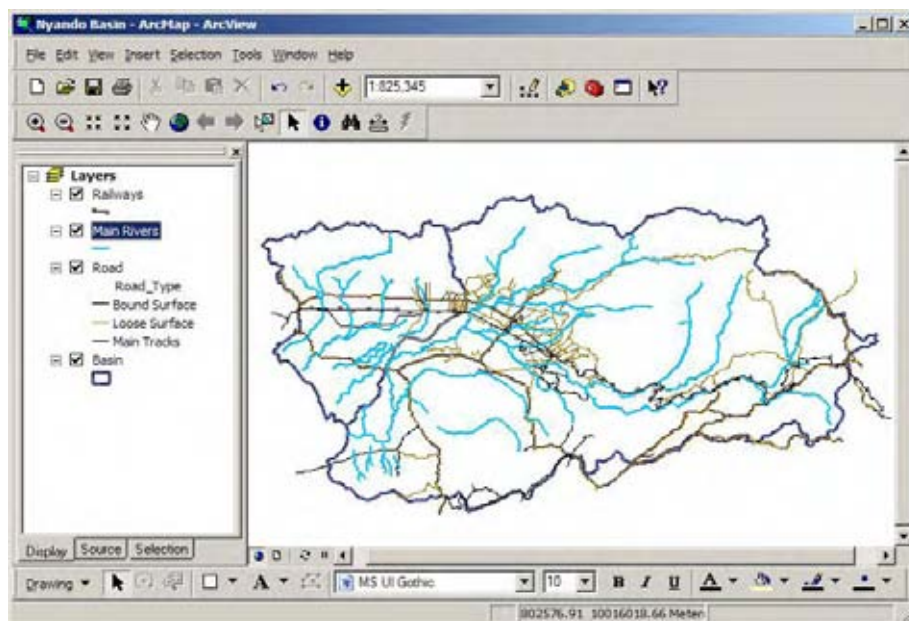 Nyando Basin - ArcMap - ArcView
File Edit View Insert Selection Tools Window Help
1:825,345
Layers
Railways
Main Rivers
Road
Road_Type
Bound Surface
Loose Surface
Main Tracks
Basin
Display Source Selection
Drawing A MS UI Gothic 10 B I U A
802576.91 10016018.66 Meters